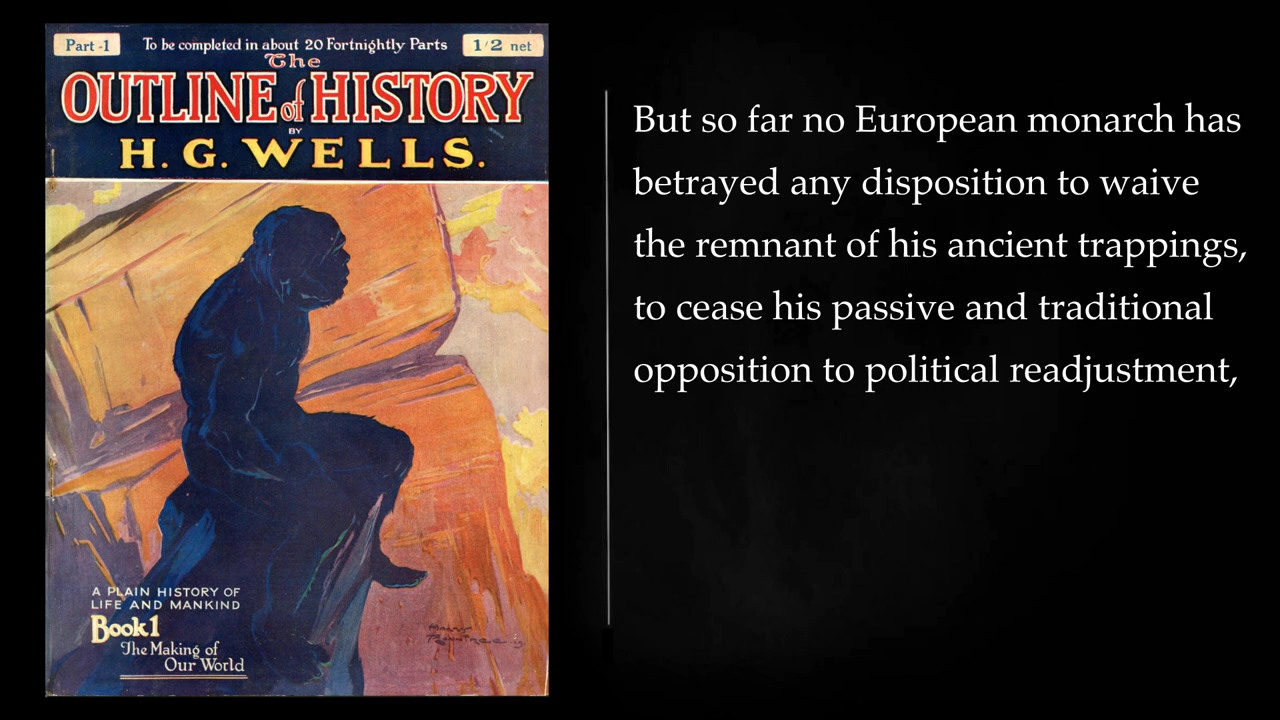 Part -1
To be completed in about 20 Fortnightly Parts
1/2 net
The
OUTLINE of HISTORY
BY
H. G. WELLS.
A PLAIN HISTORY OF
LIFE AND MANKIND
Book 1
The Making of
Our World
But so far no European monarch has
betrayed any disposition to waive
the remnant of his ancient trappings,
to cease his passive and traditional
opposition to political readjustment,